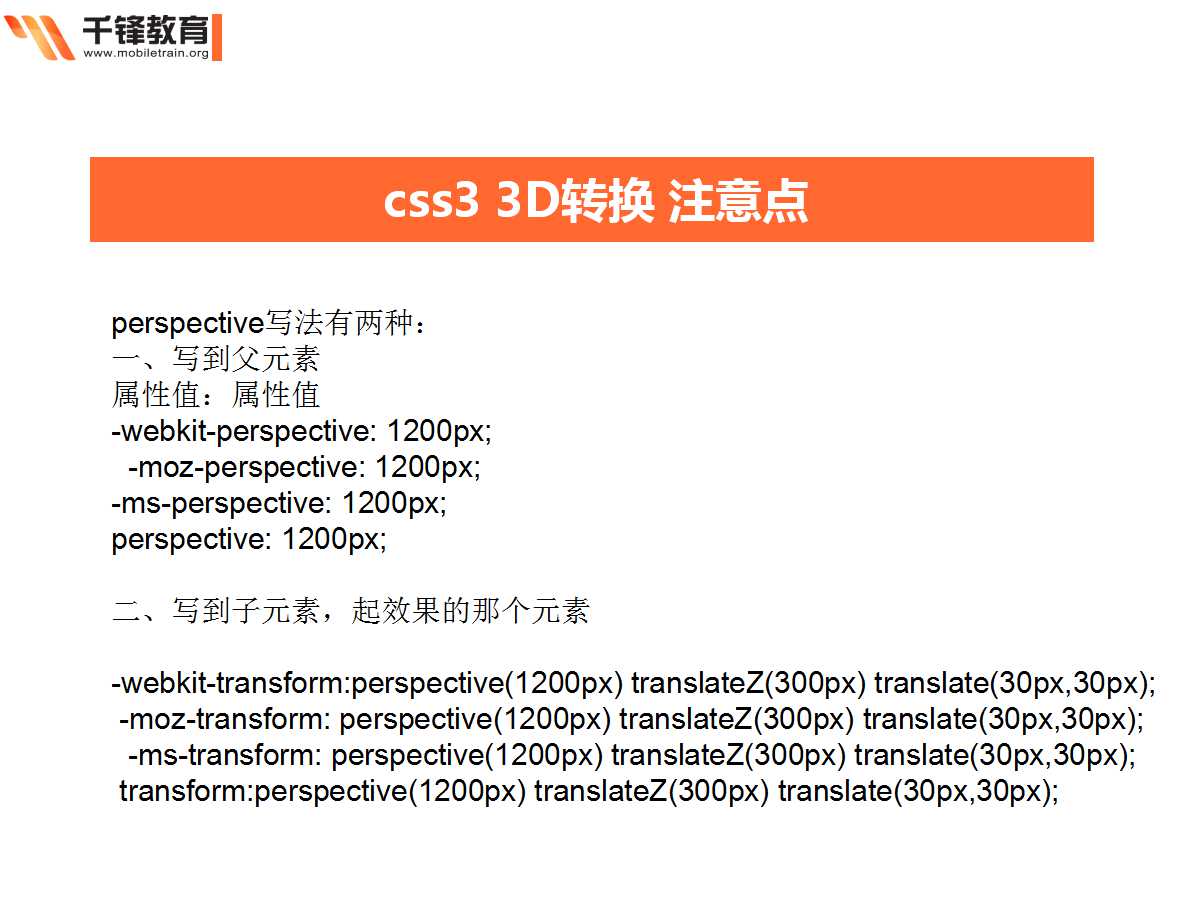 千锋教育
www.mobiletrain.org
css3 3D转换 注意点
perspective写法有两种：
一、写到父元素
属性值：属性值
-webkit-perspective: 1200px;
-moz-perspective: 1200px;
-ms-perspective: 1200px;
perspective: 1200px;
二、写到子元素，起效果的那个元素
-webkit-transform:perspective(1200px) translateZ(300px) translate(30px,30px);
-moz-transform: perspective(1200px) translateZ(300px) translate(30px,30px);
-ms-transform: perspective(1200px) translateZ(300px) translate(30px,30px);
transform:perspective(1200px) translateZ(300px) translate(30px,30px);